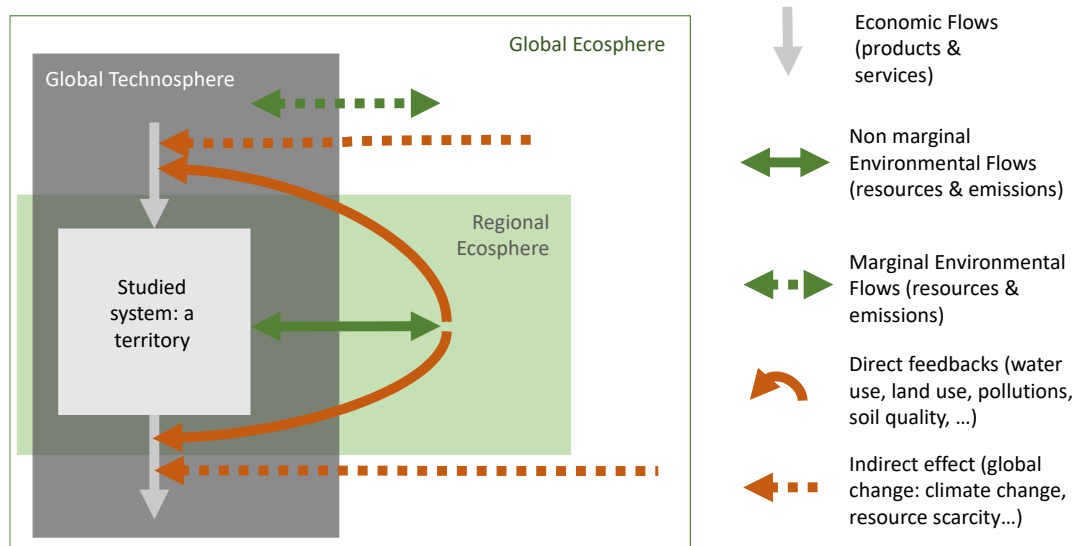 Global Ecosphere
Global Technosphere
Regional
Ecosphere
Studied
system: a
territory
Economic Flows
(products &
services)
Non marginal
Environmental Flows
(resources & emissions)
Marginal Environmental
Flows (resources &
emissions)
Direct feedbacks (water
use, land use, pollutions,
soil quality, …)
Indirect effect (global
change: climate change,
resource scarcity…)